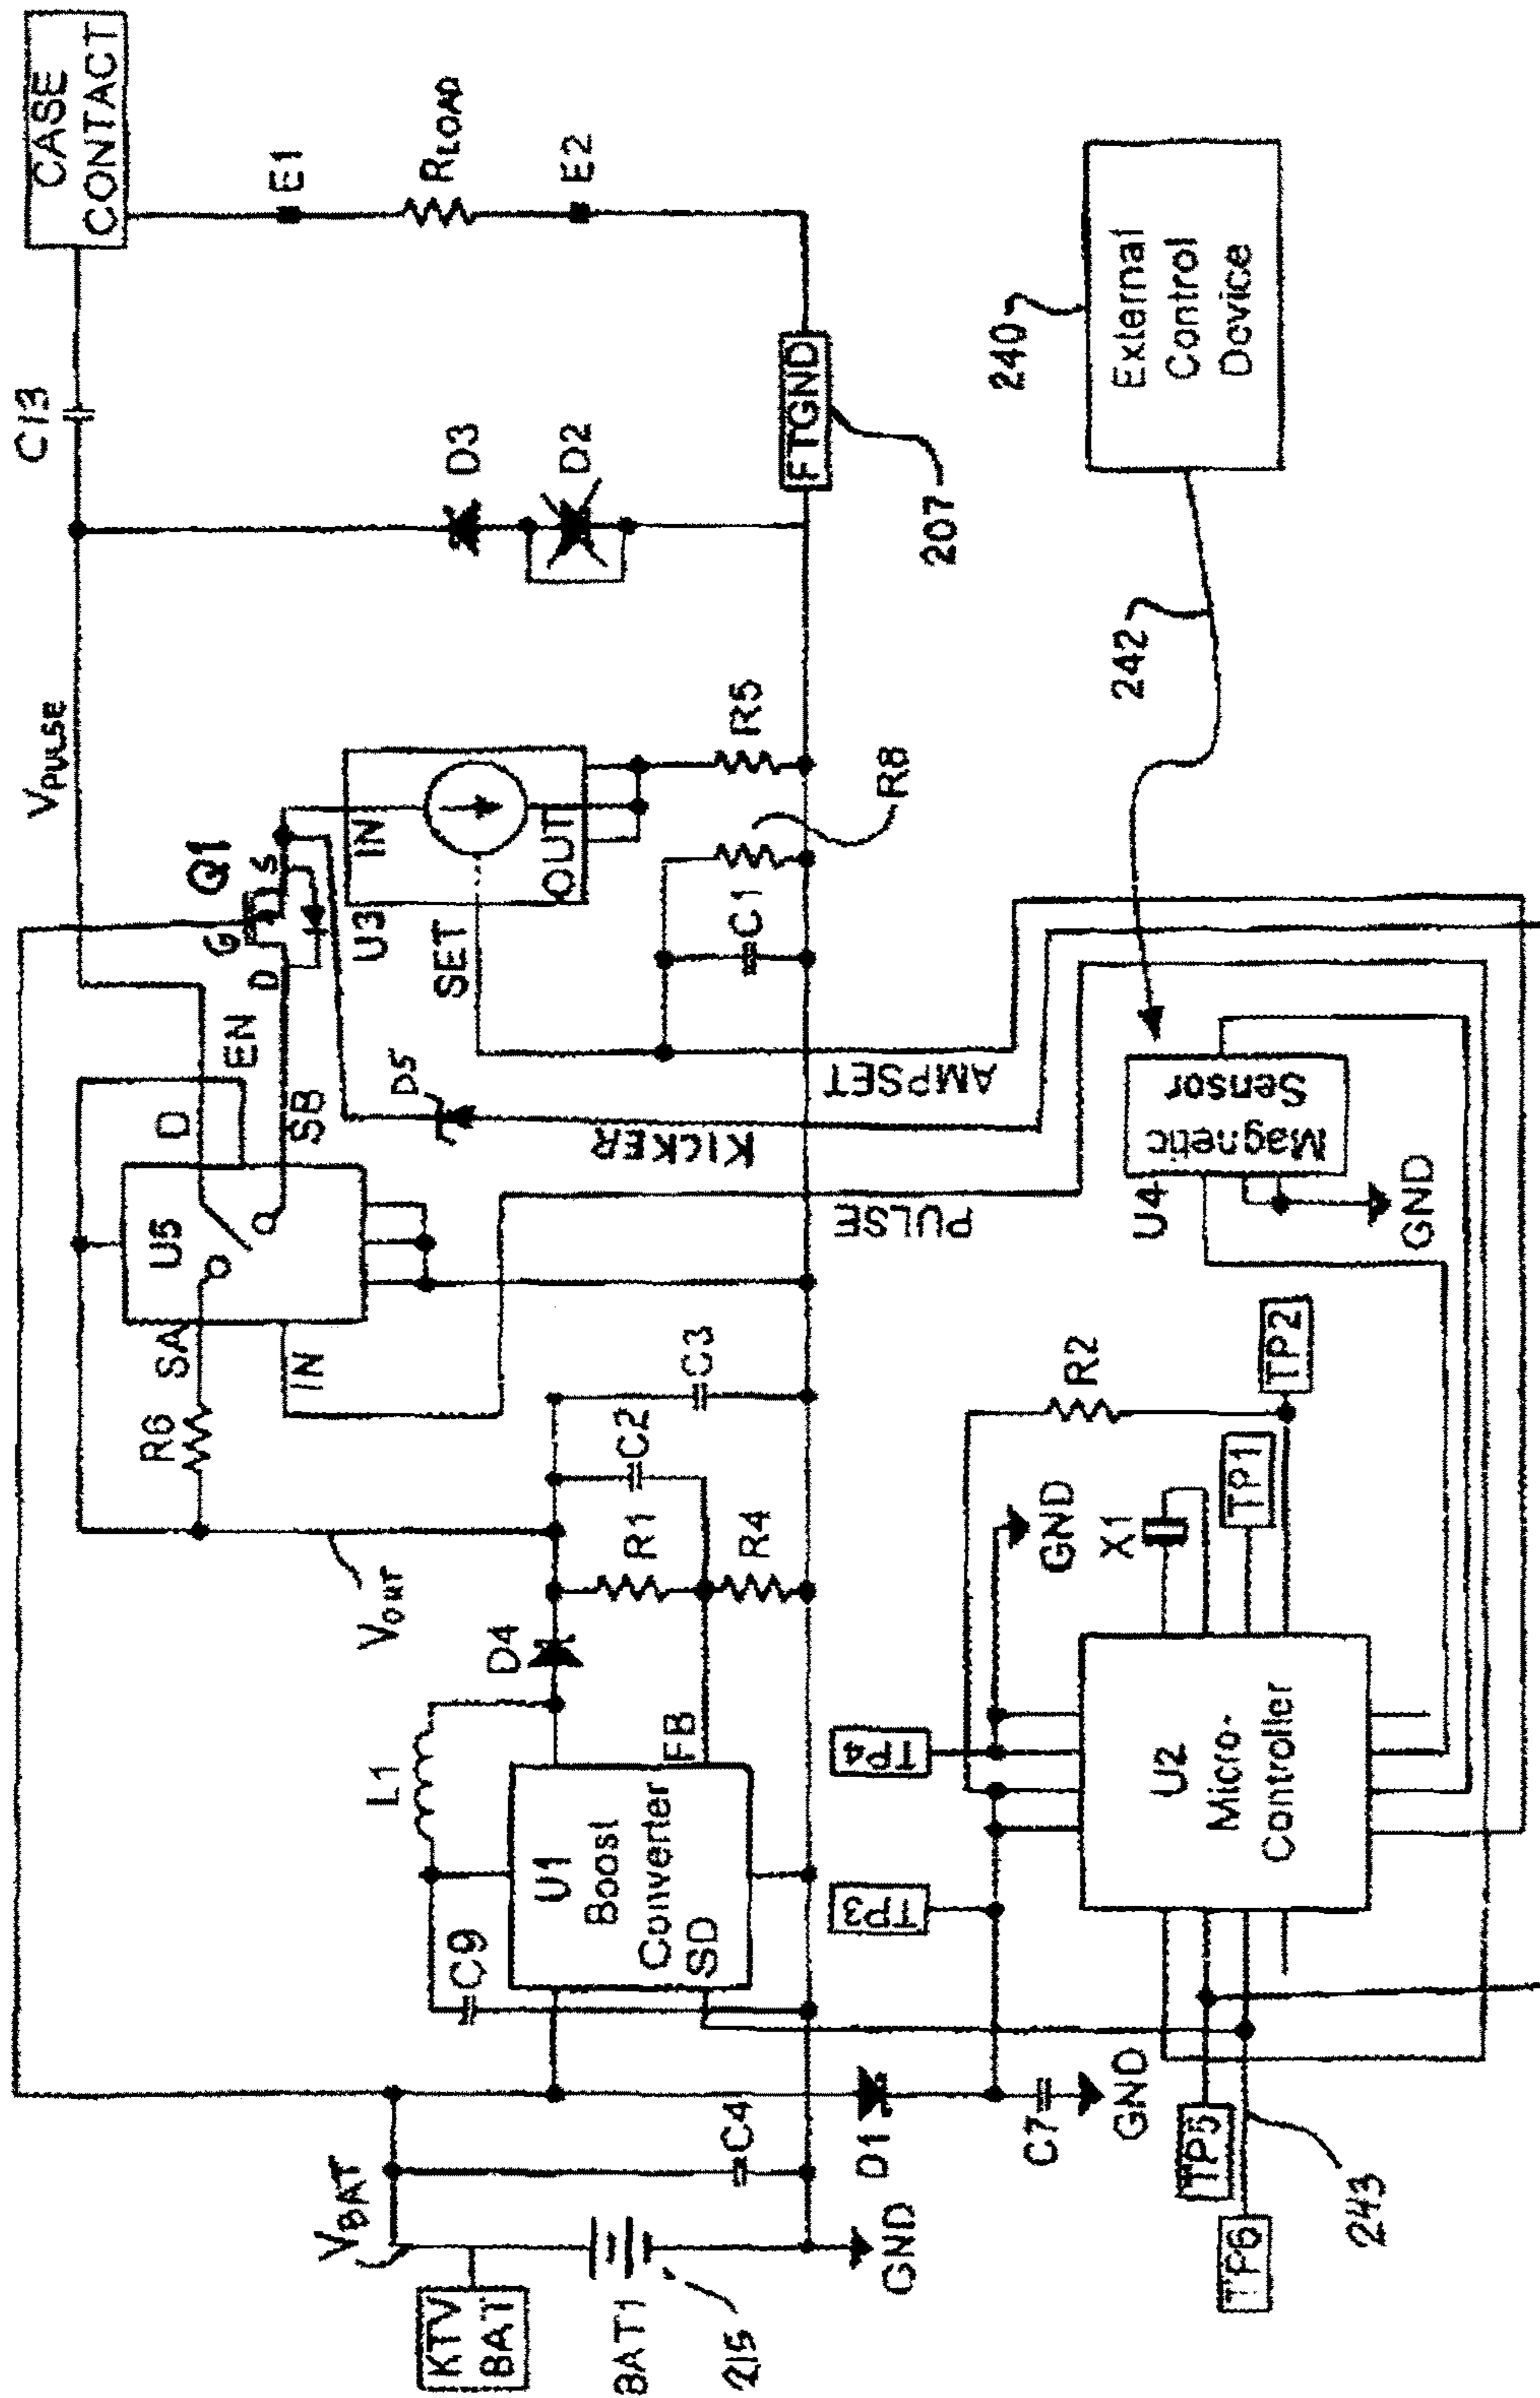 CASE
CONTACT
C13
E1
RLOAD
E2
VPULSE
D3
D2
FTGND
207
240
External
Control
Device
242
Q1
G
S
D
IN
OUT
U3
SET
R5
R8
C1
EN
D
SB
D5
KICKER
AMPSET
PULSE
U5
SA
IN
R6
C3
C2
R1
R4
VOUT
D4
L1
FB
U1
Boost
Converter
SD
C9
VBAT
KTV
BAT
BAT1
215
C4
GND
D1
C7
GND
TP3
TP4
GND
X1
R2
TP1
TP2
U2
Micro-
Controller
U4
Magnetic
Sensor
GND
TP5
TP6
243